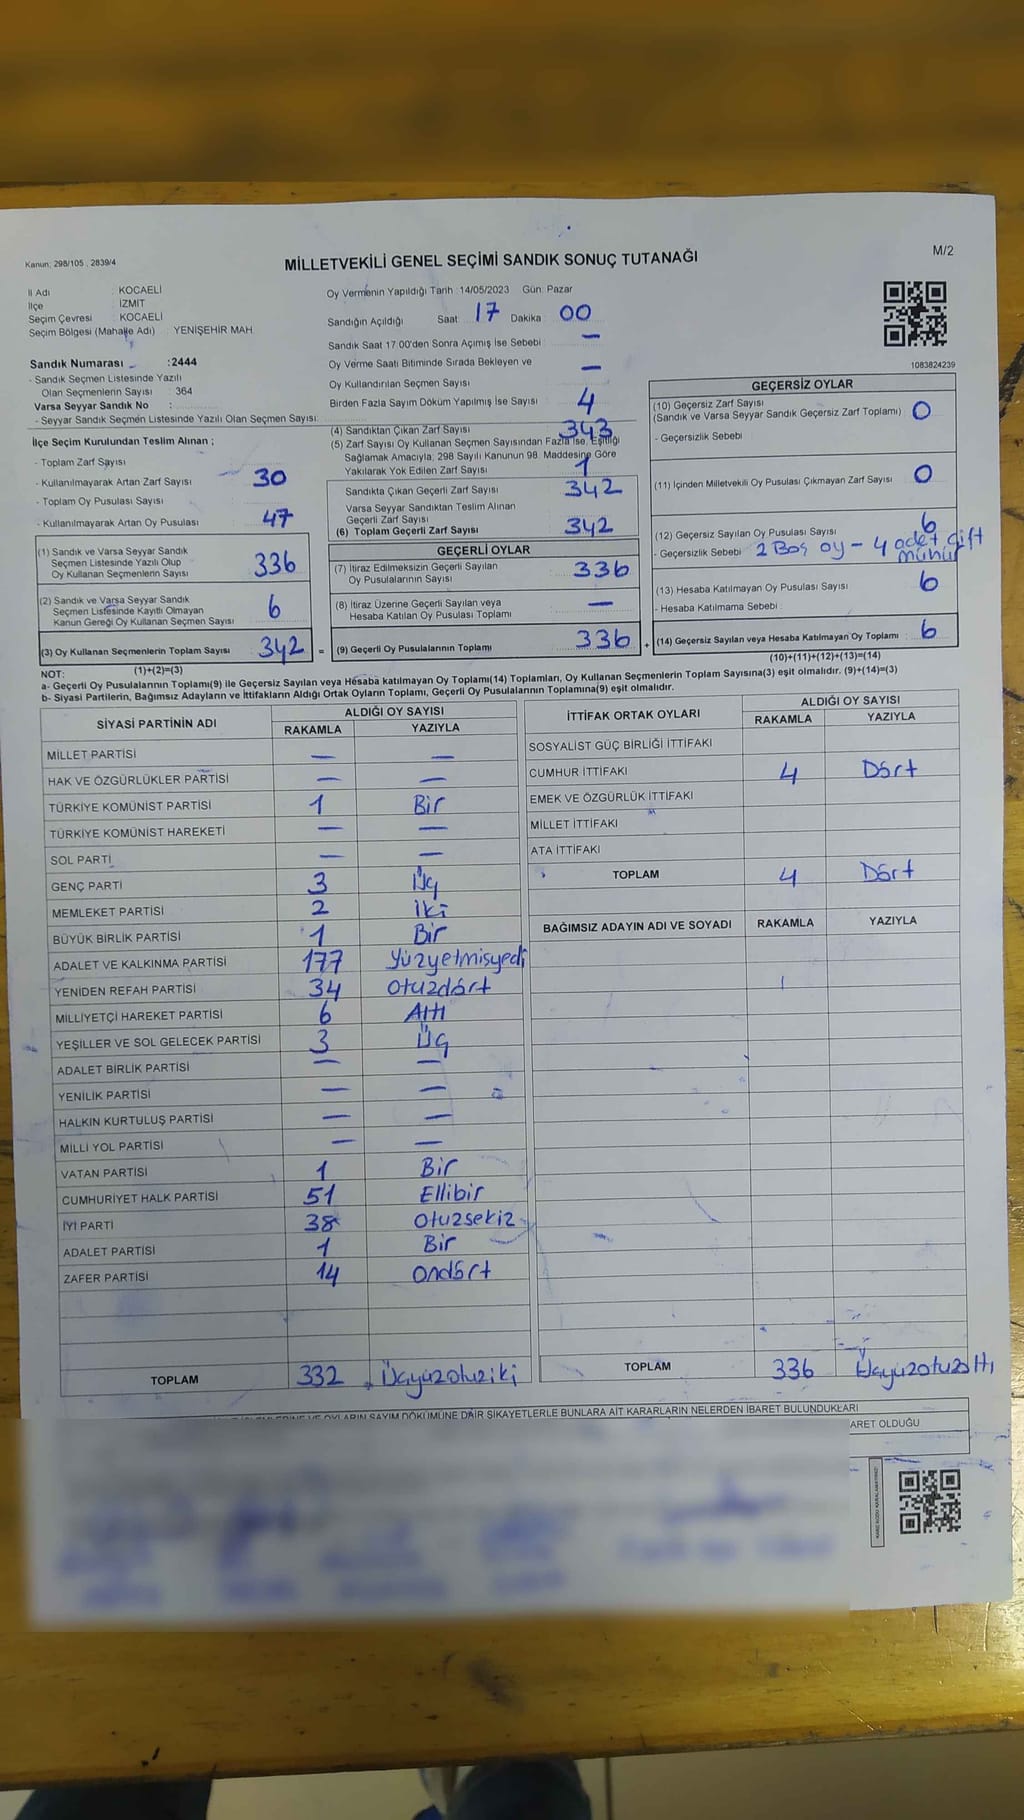 Kanun; 298/105 , 2839/4
MİLLETVEKİLİ GENEL SEÇİMİ SANDIK SONUÇ TUTANAĞI
M/2
İl Adı : KOCAELİ
İlçe : İZMİT
Seçim Çevresi : KOCAELİ
Seçim Bölgesi (Mahalle Adı) : YENİŞEHİR MAH
Sandık Numarası :2444
- Sandık Seçmen Listesinde Yazılı
Olan Seçmenlerin Sayısı : 364
Varsa Seyyar Sandık No :
- Seyyar Sandık Seçmen Listesinde Yazılı Olan Seçmen Sayısı:
İlçe Seçim Kurulundan Teslim Alınan ;
- Toplam Zarf Sayısı
- Kullanılmayarak Artan Zarf Sayısı 30
- Toplam Oy Pusulası Sayısı
- Kullanılmayarak Artan Oy Pusulası 47
(1) Sandık ve Varsa Seyyar Sandık
Seçmen Listesinde Yazılı Olup
Oy Kullanan Seçmenlerin Sayısı 336
(2) Sandık ve Varsa Seyyar Sandık
Seçmen Listesinde Kayıtlı Olmayan
Kanun Gereği Oy Kullanan Seçmen Sayısı 6
(3) Oy Kullanan Seçmenlerin Toplam Sayısı 342 =
(1)+(2)=(3)
Oy Vermenin Yapıldığı Tarih :14/05/2023 Gün: Pazar
Sandığın Açıldığı Saat 17 Dakika 00
Sandık Saat 17.00'den Sonra Açımış İse Sebebi —
Oy Verme Saati Bitiminde Sırada Bekleyen ve
Oy Kullandırılan Seçmen Sayısı —
Birden Fazla Sayım Döküm Yapılmış İse Sayısı 4
(4) Sandıktan Çıkan Zarf Sayısı 343
(5) Zarf Sayısı Oy Kullanan Seçmen Sayısından Fazla İse, Eşitliği
Sağlamak Amacıyla, 298 Sayılı Kanunun 98. Maddesine Göre
Yakılarak Yok Edilen Zarf Sayısı 1
Sandıkta Çıkan Geçerli Zarf Sayısı 342
Varsa Seyyar Sandıktan Teslim Alınan
Geçerli Zarf Sayısı
(6) Toplam Geçerli Zarf Sayısı 342
GEÇERLİ OYLAR
(7) İtiraz Edilmeksizin Geçerli Sayılan
Oy Pusulalarının Sayısı 336
(8) İtiraz Üzerine Geçerli Sayılan veya
Hesaba Katılan Oy Pusulası Toplamı —
(9) Geçerli Oy Pusulalarının Toplamı 336 +
1083824239
GEÇERSİZ OYLAR
(10) Geçersiz Zarf Sayısı
(Sandık ve Varsa Seyyar Sandık Geçersiz Zarf Toplamı) 0
- Geçersizlik Sebebi
(11) İçinden Milletvekili Oy Pusulası Çıkmayan Zarf Sayısı 0
(12) Geçersiz Sayılan Oy Pusulası Sayısı 6
- Geçersizlik Sebebi 2 Boş oy – 4 adet çift
mühür
(13) Hesaba Katılmayan Oy Pusulası Sayısı 6
- Hesaba Katılmama Sebebi :
(14) Geçersiz Sayılan veya Hesaba Katılmayan Oy Toplamı : 6
(10)+(11)+(12)+(13)=(14)
NOT:
a- Geçerli Oy Pusulalarının Toplamı(9) ile Geçersiz Sayılan veya Hesaba katılmayan Oy Toplamı(14) Toplamları, Oy Kullanan Seçmenlerin Toplam Sayısına(3) eşit olmalıdır. (9)+(14)=(3)
b- Siyasi Partilerin, Bağımsız Adayların ve İttifakların Aldığı Ortak Oyların Toplamı, Geçerli Oy Pusulalarının Toplamına(9) eşit olmalıdır.
SİYASİ PARTİNİN ADI ALDIĞI OY SAYISI
RAKAMLA YAZIYLA
MİLLET PARTİSİ — —
HAK VE ÖZGÜRLÜKLER PARTİSİ — —
TÜRKİYE KOMÜNİST PARTİSİ 1 Bir
TÜRKİYE KOMÜNİST HAREKETİ — —
SOL PARTİ — —
GENÇ PARTİ 3 Üç
MEMLEKET PARTİSİ 2 İki
BÜYÜK BİRLİK PARTİSİ 1 Bir
ADALET VE KALKINMA PARTİSİ 177 Yüzyetmisyedi
YENİDEN REFAH PARTİSİ 34 Otuzdört
MİLLİYETÇİ HAREKET PARTİSİ 6 Altı
YEŞİLLER VE SOL GELECEK PARTİSİ 3 Üç
ADALET BİRLİK PARTİSİ — —
YENİLİK PARTİSİ — —
HALKIN KURTULUŞ PARTİSİ — —
MİLLİ YOL PARTİSİ — —
VATAN PARTİSİ 1 Bir
CUMHURİYET HALK PARTİSİ 51 Ellibir
İYİ PARTİ 38 Otuzsekiz
ADALET PARTİSİ 1 Bir
ZAFER PARTİSİ 14 Ondört
TOPLAM 332 Üçyüzotuziki
İTTİFAK ORTAK OYLARI ALDIĞI OY SAYISI
RAKAMLA YAZIYLA
SOSYALİST GÜÇ BİRLİĞİ İTTİFAKI
CUMHUR İTTİFAKI 4 Dört
EMEK VE ÖZGÜRLÜK İTTİFAKI
MİLLET İTTİFAKI
ATA İTTİFAKI
TOPLAM 4 Dört
BAĞIMSIZ ADAYIN ADI VE SOYADI RAKAMLA YAZIYLA
TOPLAM 336 Üçyüzotuzaltı
OYLARIN SAYIM DÖKÜMÜNE DAİR ŞİKAYETLERLE BUNLARA AİT KARARLARIN NELERDEN İBARET BULUNDUKLARI
ARET OLDUĞU
KARE KODU KARALAMAYINIZ!